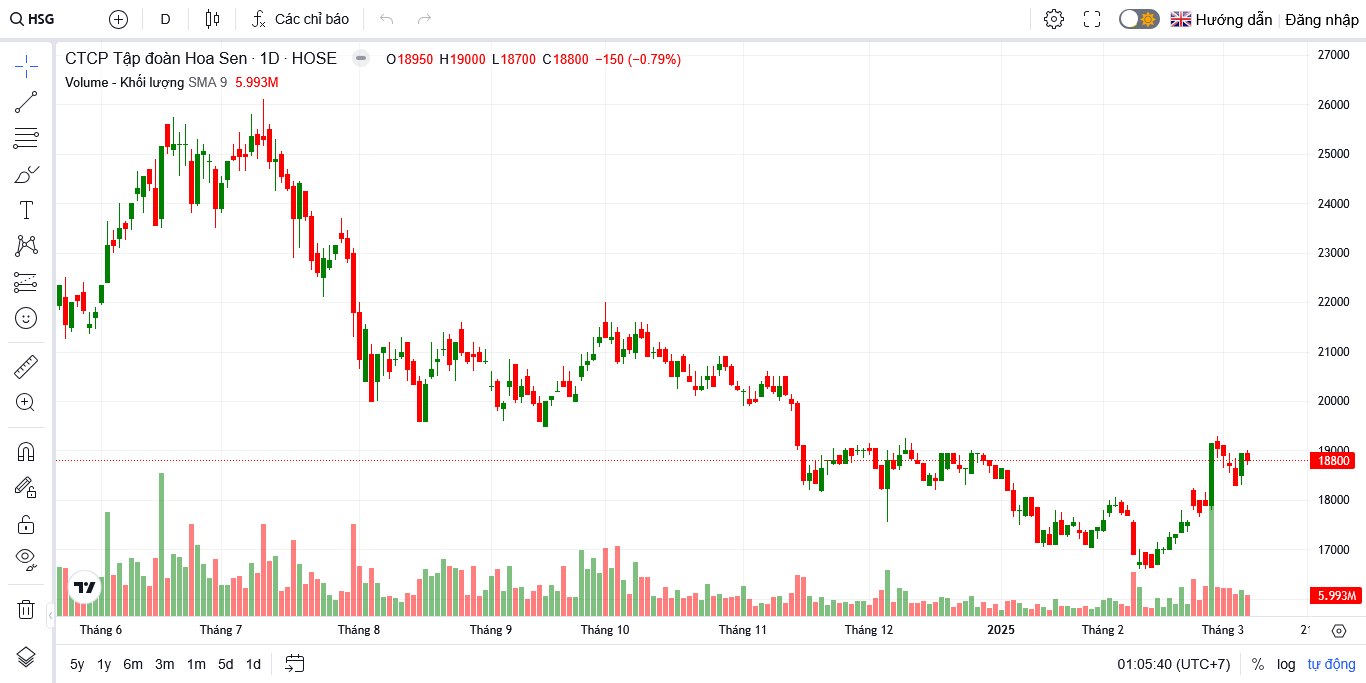 HSG D Các chỉ báo Hướng dẫn Đăng nhập
CTCP Tập đoàn Hoa Sen · 1D · HOSE O18950 H19000 L18700 C18800 −150 (−0.79%)
Volume - Khối lượng SMA 9 5.993M
27000
26000
25000
24000
23000
22000
21000
20000
19000
18800
18000
17000
5.993M
Tháng 6 Tháng 7 Tháng 8 Tháng 9 Tháng 10 Tháng 11 Tháng 12 2025 Tháng 2 Tháng 3
5y 1y 6m 3m 1m 5d 1d 01:05:40 (UTC+7) % log tự động